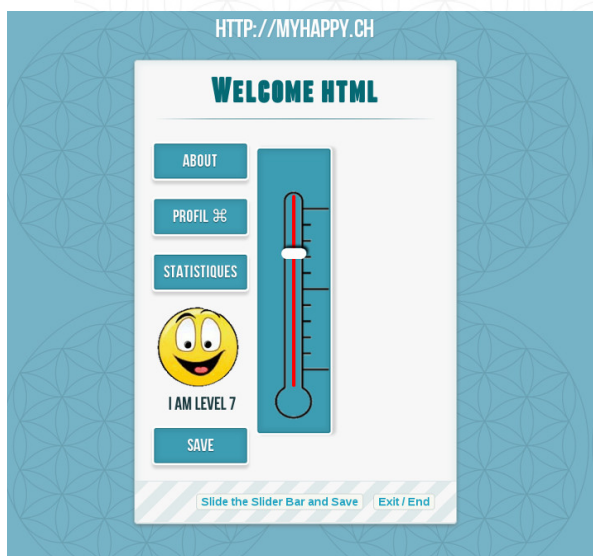 HTTP://MYHAPPY.CH
WELCOME HTML
ABOUT
PROFIL ⌘
STATISTIQUES
I AM LEVEL 7
SAVE
Slide the Slider Bar and Save
Exit / End